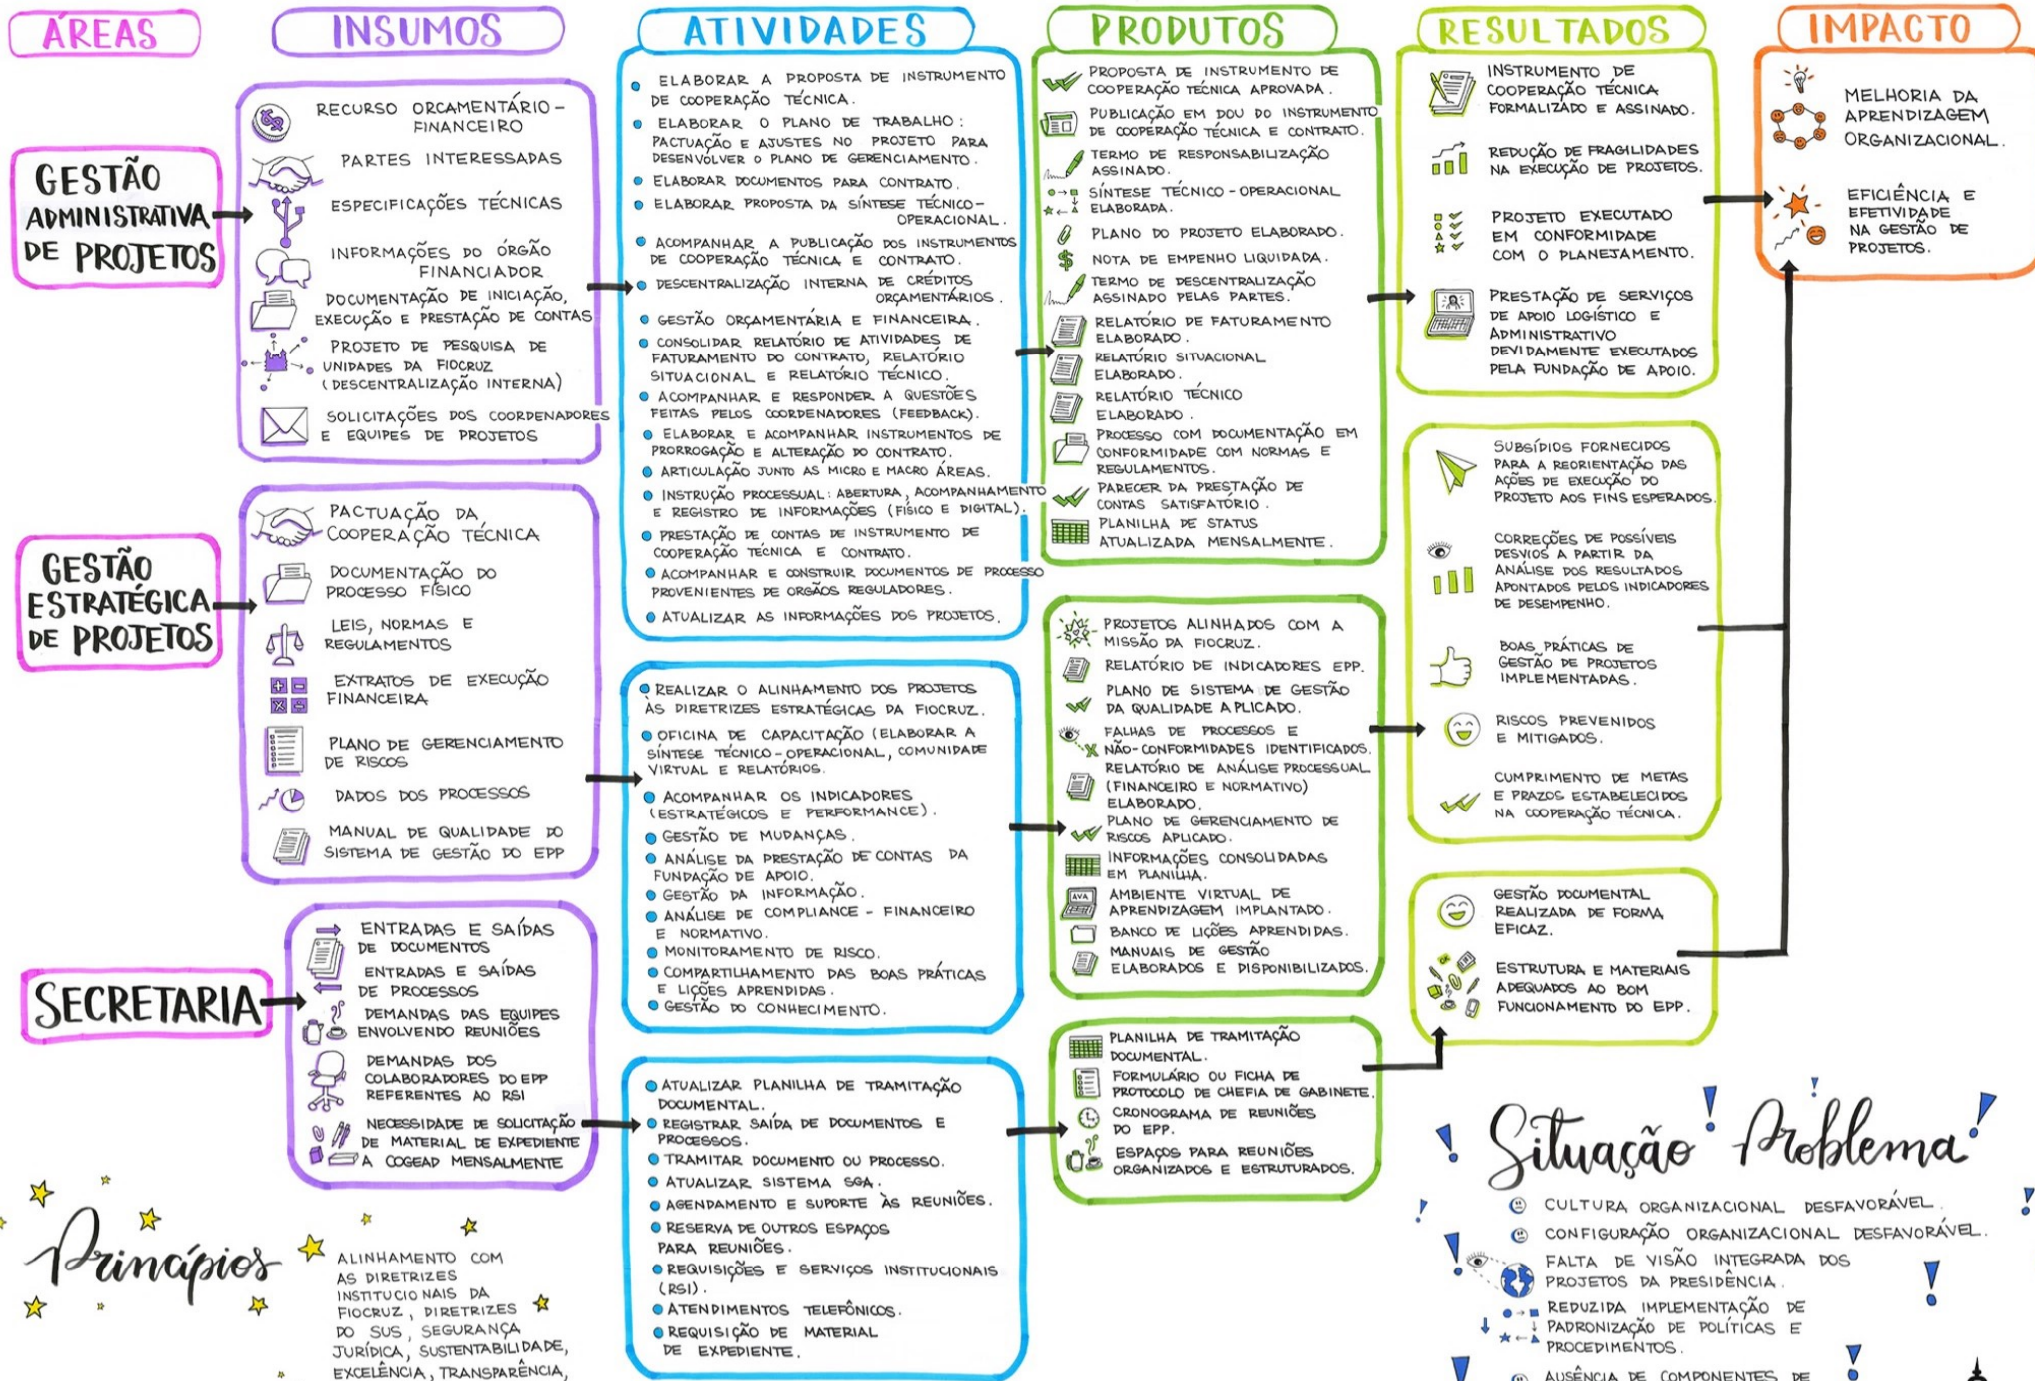 ÁREAS
INSUMOS
ATIVIDADES
PRODUTOS
RESULTADOS
IMPACTO
GESTÃO
ADMINISTRATIVA
DE PROJETOS
RECURSO ORCAMENTÁRIO-
FINANCEIRO
PARTES INTERESSADAS
ESPECIFICAÇÕES TÉCNICAS
INFORMAÇÕES DO ÓRGÃO
FINANCIADOR
DOCUMENTAÇÃO DE INICIAÇÃO,
EXECUÇÃO E PRESTAÇÃO DE CONTAS
PROJETO DE PESQUISA DE
UNIDADES DA FIOCRUZ
(DESCENTRALIZAÇÃO INTERNA)
SOLICITAÇÕES DOS COORDENADORES
E EQUIPES DE PROJETOS
ELABORAR A PROPOSTA DE INSTRUMENTO
DE COOPERAÇÃO TÉCNICA.
ELABORAR O PLANO DE TRABALHO:
PACTUAÇÃO E AJUSTES NO PROJETO PARA
DESENVOLVER O PLANO DE GERENCIAMENTO.
ELABORAR DOCUMENTOS PARA CONTRATO.
ELABORAR PROPOSTA DA SÍNTESE TÉCNICO-
OPERACIONAL.
ACOMPANHAR A PUBLICAÇÃO DOS INSTRUMENTOS
DE COOPERAÇÃO TÉCNICA E CONTRATO.
DESCENTRALIZAÇÃO INTERNA DE CRÉDITOS
ORÇAMENTÁRIOS.
GESTÃO ORÇAMENTÁRIA E FINANCEIRA.
CONSOLIDAR RELATÓRIO DE ATIVIDADES DE
FATURAMENTO DO CONTRATO, RELATÓRIO
SITUACIONAL E RELATÓRIO TÉCNICO.
ACOMPANHAR E RESPONDER A QUESTÕES
FEITAS PELOS COORDENADORES (FEEDBACK).
ELABORAR E ACOMPANHAR INSTRUMENTOS DE
PRORROGAÇÃO E ALTERAÇÃO DO CONTRATO.
ARTICULAÇÃO JUNTO AS MICRO E MACRO ÁREAS.
INSTRUÇÃO PROCESSUAL: ABERTURA, ACOMPANHAMENTO
E REGISTRO DE INFORMAÇÕES (FÍSICO E DIGITAL).
PRESTAÇÃO DE CONTAS DE INSTRUMENTO DE
COOPERAÇÃO TÉCNICA E CONTRATO.
ACOMPANHAR E CONSTRUIR DOCUMENTOS DE PROCESSO
PROVENIENTES DE ORGÃOS REGULADORES.
ATUALIZAR AS INFORMAÇÕES DOS PROJETOS.
PROPOSTA DE INSTRUMENTO DE
COOPERAÇÃO TÉCNICA APROVADA.
PUBLICAÇÃO EM DOU DO INSTRUMENTO
DE COOPERAÇÃO TÉCNICA E CONTRATO.
TERMO DE RESPONSABILIZAÇÃO
ASSINADO.
SÍNTESE TÉCNICO-OPERACIONAL
ELABORADA.
PLANO DO PROJETO ELABORADO.
NOTA DE EMPENHO LIQUIDADA.
TERMO DE DESCENTRALIZAÇÃO
ASSINADO PELAS PARTES.
RELATÓRIO DE FATURAMENTO
ELABORADO.
RELATÓRIO SITUACIONAL
ELABORADO.
RELATÓRIO TÉCNICO
ELABORADO.
PROCESSO COM DOCUMENTAÇÃO EM
CONFORMIDADE COM NORMAS E
REGULAMENTOS.
PARECER DA PRESTAÇÃO DE
CONTAS SATISFATÓRIO.
PLANILHA DE STATUS
ATUALIZADA MENSALMENTE.
INSTRUMENTO DE
COOPERAÇÃO TÉCNICA
FORMALIZADO E ASSINADO.
REDUÇÃO DE FRAGILIDADES
NA EXECUÇÃO DE PROJETOS.
PROJETO EXECUTADO
EM CONFORMIDADE
COM O PLANEJAMENTO.
PRESTAÇÃO DE SERVIÇOS
DE APOIO LOGÍSTICO E
ADMINISTRATIVO
DEVIDAMENTE EXECUTADOS
PELA FUNDAÇÃO DE APOIO.
MELHORIA DA
APRENDIZAGEM
ORGANIZACIONAL.
EFICIÊNCIA E
EFETIVIDADE
NA GESTÃO DE
PROJETOS.
GESTÃO
ESTRATÉGICA
DE PROJETOS
PACTUAÇÃO DA
COOPERAÇÃO TÉCNICA
DOCUMENTAÇÃO DO
PROCESSO FÍSICO
LEIS, NORMAS E
REGULAMENTOS
EXTRATOS DE EXECUÇÃO
FINANCEIRA
PLANO DE GERENCIAMENTO
DE RISCOS
DADOS DOS PROCESSOS
MANUAL DE QUALIDADE DO
SISTEMA DE GESTÃO DO EPP
REALIZAR O ALINHAMENTO DOS PROJETOS
ÀS DIRETRIZES ESTRATÉGICAS DA FIOCRUZ.
OFICINA DE CAPACITAÇÃO (ELABORAR A
SÍNTESE TÉCNICO-OPERACIONAL, COMUNIDADE
VIRTUAL E RELATÓRIOS.
ACOMPANHAR OS INDICADORES
(ESTRATÉGICOS E PERFORMANCE).
GESTÃO DE MUDANÇAS.
ANÁLISE DA PRESTAÇÃO DE CONTAS DA
FUNDAÇÃO DE APOIO.
GESTÃO DA INFORMAÇÃO.
ANÁLISE DE COMPLIANCE - FINANCEIRO
E NORMATIVO.
MONITORAMENTO DE RISCO.
COMPARTILHAMENTO DAS BOAS PRÁTICAS
E LIÇÕES APRENDIDAS.
GESTÃO DO CONHECIMENTO.
PROJETOS ALINHADOS COM A
MISSÃO DA FIOCRUZ.
RELATÓRIO DE INDICADORES EPP.
PLANO DE SISTEMA DE GESTÃO
DA QUALIDADE APLICADO.
FALHAS DE PROCESSOS E
NÃO-CONFORMIDADES IDENTIFICADOS.
RELATÓRIO DE ANÁLISE PROCESSUAL
(FINANCEIRO E NORMATIVO)
ELABORADO.
PLANO DE GERENCIAMENTO DE
RISCOS APLICADO.
INFORMAÇÕES CONSOLIDADAS
EM PLANILHA.
AVA
AMBIENTE VIRTUAL DE
APRENDIZAGEM IMPLANTADO.
BANCO DE LIÇÕES APRENDIDAS.
MANUAIS DE GESTÃO
ELABORADOS E DISPONIBILIZADOS.
SUBSÍDIOS FORNECIDOS
PARA A REORIENTAÇÃO DAS
AÇÕES DE EXECUÇÃO DO
PROJETO AOS FINS ESPERADOS.
CORREÇÕES DE POSSÍVEIS
DESVIOS A PARTIR DA
ANÁLISE DOS RESULTADOS
APONTADOS PELOS INDICADORES
DE DESEMPENHO.
BOAS PRÁTICAS DE
GESTÃO DE PROJETOS
IMPLEMENTADAS.
RISCOS PREVENIDOS
E MITIGADOS.
CUMPRIMENTO DE METAS
E PRAZOS ESTABELECIDOS
NA COOPERAÇÃO TÉCNICA.
SECRETARIA
ENTRADAS E SAÍDAS
DE DOCUMENTOS
ENTRADAS E SAÍDAS
DE PROCESSOS
DEMANDAS DAS EQUIPES
ENVOLVENDO REUNIÕES
DEMANDAS DOS
COLABORADORES DO EPP
REFERENTES AO RSI
NECESSIDADE DE SOLICITAÇÃO
DE MATERIAL DE EXPEDIENTE
A COGEAD MENSALMENTE
ATUALIZAR PLANILHA DE TRAMITAÇÃO
DOCUMENTAL.
REGISTRAR SAÍDA DE DOCUMENTOS E
PROCESSOS.
TRAMITAR DOCUMENTO OU PROCESSO.
ATUALIZAR SISTEMA SGA.
AGENDAMENTO E SUPORTE ÀS REUNIÕES.
RESERVA DE OUTROS ESPAÇOS
PARA REUNIÕES.
REQUISIÇÕES E SERVIÇOS INSTITUCIONAIS
(RSI).
ATENDIMENTOS TELEFÔNICOS.
REQUISIÇÃO DE MATERIAL
DE EXPEDIENTE.
PLANILHA DE TRAMITAÇÃO
DOCUMENTAL.
FORMULÁRIO OU FICHA DE
PROTOCOLO DE CHEFIA DE GABINETE.
CRONOGRAMA DE REUNIÕES
DO EPP.
ESPAÇOS PARA REUNIÕES
ORGANIZADOS E ESTRUTURADOS.
GESTÃO DOCUMENTAL
REALIZADA DE FORMA
EFICAZ.
ESTRUTURA E MATERIAIS
ADEQUADOS AO BOM
FUNCIONAMENTO DO EPP.
Princípios
ALINHAMENTO COM
AS DIRETRIZES
INSTITUCIONAIS DA
FIOCRUZ, DIRETRIZES
DO SUS, SEGURANÇA
JURÍDICA, SUSTENTABILIDADE,
EXCELÊNCIA, TRANSPARÊNCIA,
Situação Problema
CULTURA ORGANIZACIONAL DESFAVORÁVEL.
CONFIGURAÇÃO ORGANIZACIONAL DESFAVORÁVEL.
FALTA DE VISÃO INTEGRADA DOS
PROJETOS DA PRESIDÊNCIA.
REDUZIDA IMPLEMENTAÇÃO DE
PADRONIZAÇÃO DE POLÍTICAS E
PROCEDIMENTOS.
AUSÊNCIA DE COMPONENTES DE